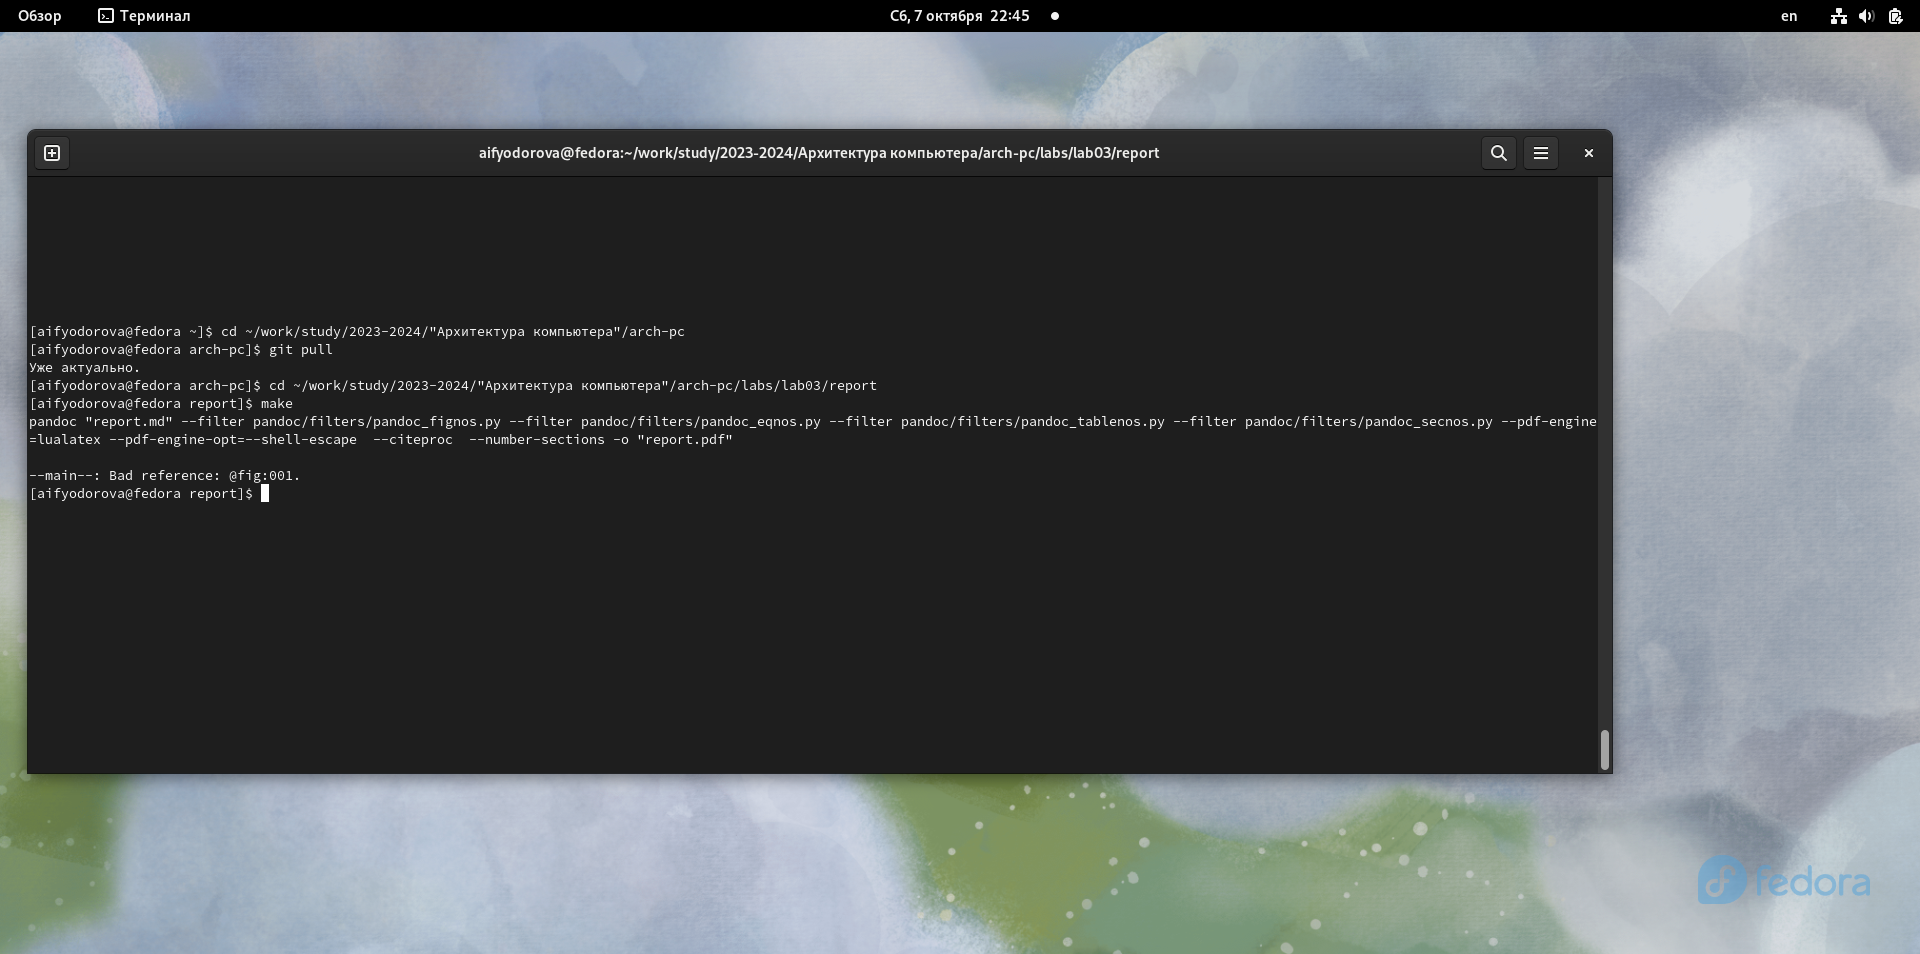 Обзор Терминал Сб, 7 октября 22:45 en
aifyodorova@fedora:~/work/study/2023-2024/Архитектура компьютера/arch-pc/labs/lab03/report
[aifyodorova@fedora ~]$ cd ~/work/study/2023-2024/"Архитектура компьютера"/arch-pc
[aifyodorova@fedora arch-pc]$ git pull
Уже актуально.
[aifyodorova@fedora arch-pc]$ cd ~/work/study/2023-2024/"Архитектура компьютера"/arch-pc/labs/lab03/report
[aifyodorova@fedora report]$ make
pandoc "report.md" --filter pandoc/filters/pandoc_fignos.py --filter pandoc/filters/pandoc_eqnos.py --filter pandoc/filters/pandoc_tablenos.py --filter pandoc/filters/pandoc_secnos.py --pdf-engine
=lualatex --pdf-engine-opt=--shell-escape  --citeproc  --number-sections -o "report.pdf"
--main--: Bad reference: @fig:001.
[aifyodorova@fedora report]$
fedora